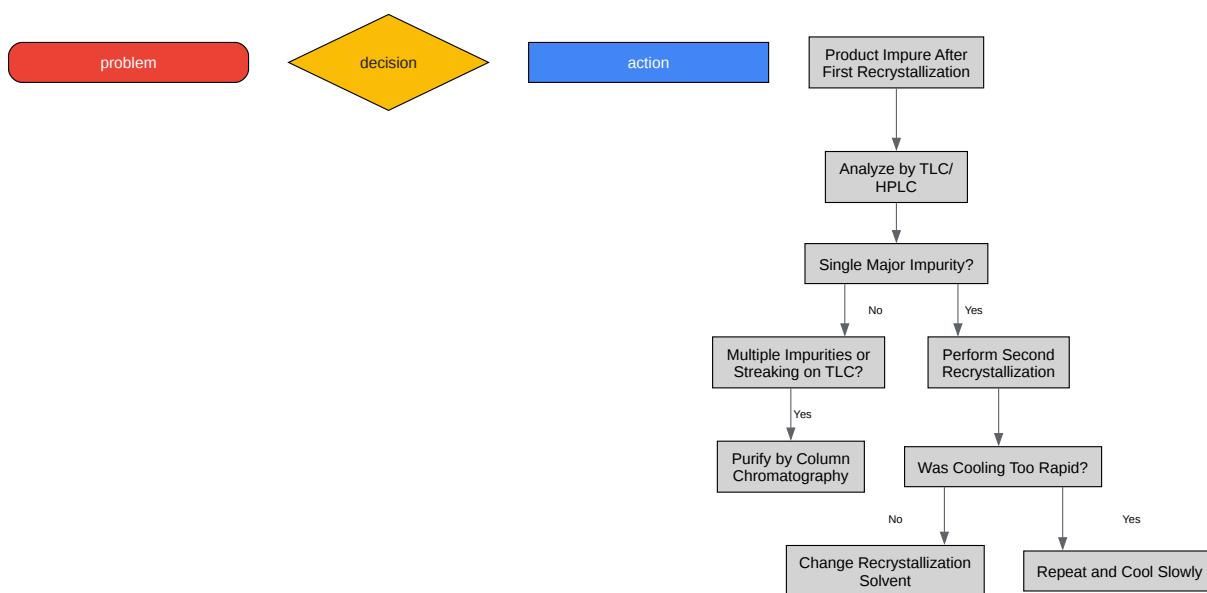 problem
decision
action
Product Impure After
First Recrystallization
Analyze by TLC/
HPLC
Single Major Impurity?
No
Yes
Multiple Impurities or
Streaking on TLC?
Perform Second
Recrystallization
Yes
Purify by Column
Chromatography
Was Cooling Too Rapid?
No
Yes
Change Recrystallization
Solvent
Repeat and Cool Slowly